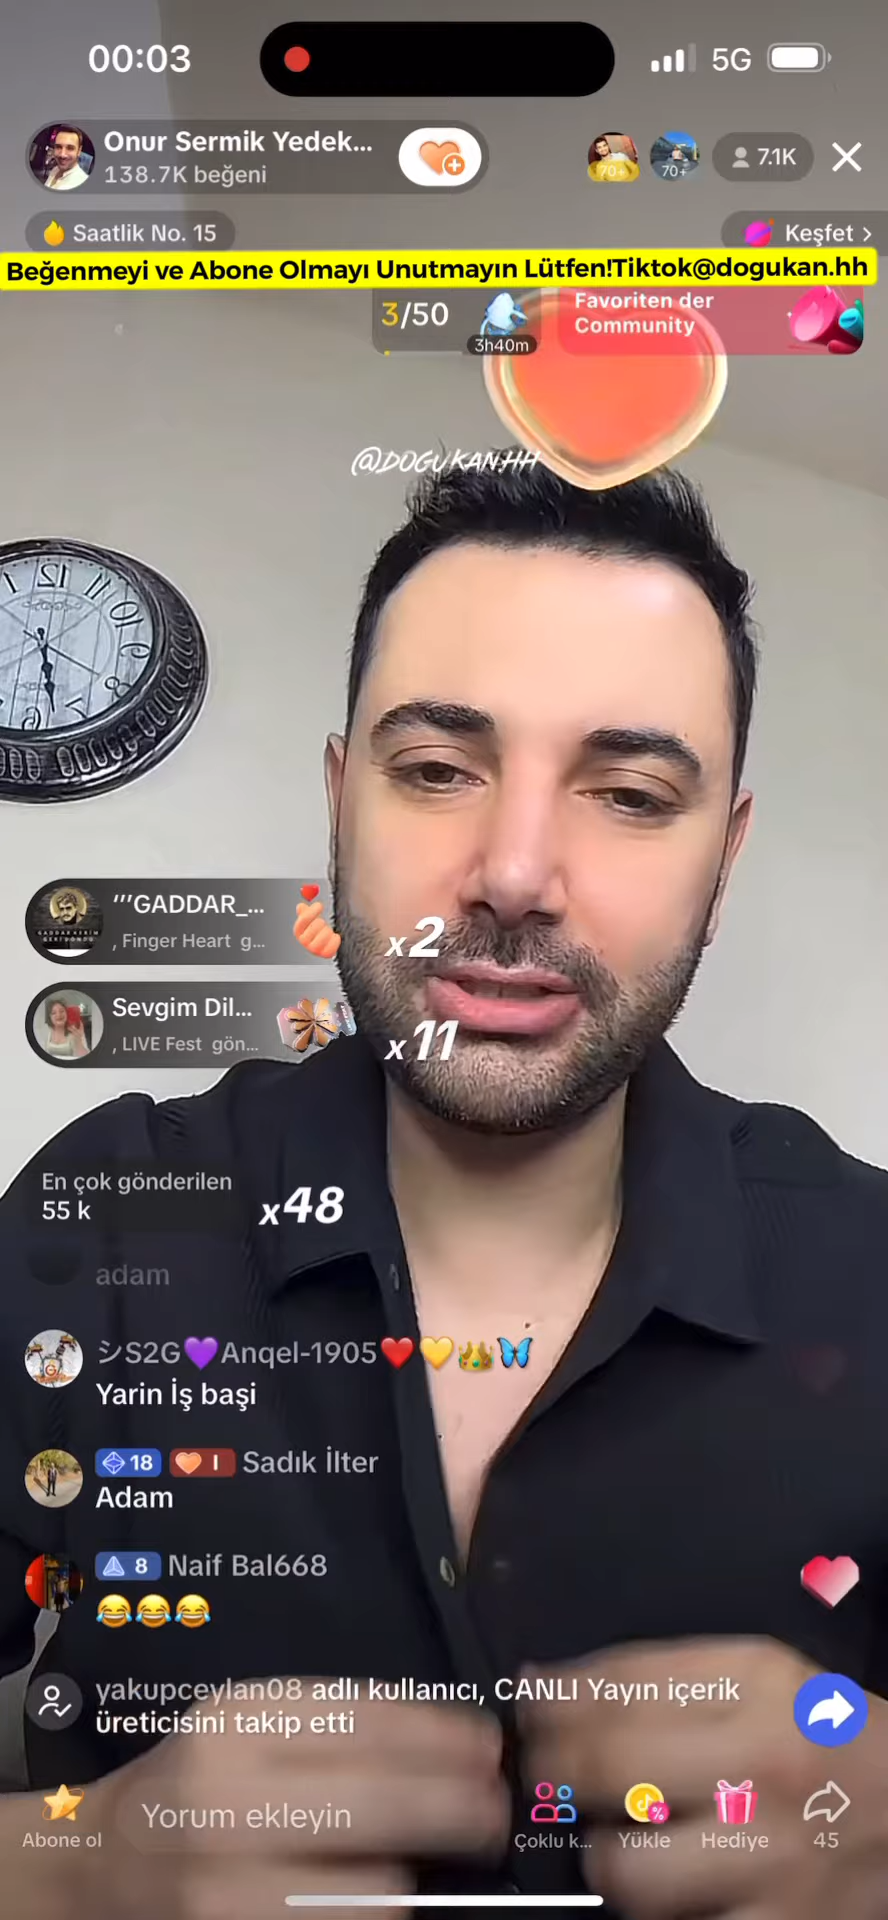 00:03
5G
Onur Sermik Yedek...
138.7K beğeni
70+
70+
7.1K
Saatlik No. 15
Keşfet >
Beğenmeyi ve Abone Olmayı Unutmayın Lütfen!Tiktok@dogukan.hh
3/50
3h40m
Favoriten der
Community
@DOGUKAN.HH
'''GADDAR_...
, Finger Heart g...
x2
Sevgim Dil...
, LIVE Fest gön...
x11
En çok gönderilen
55 k
x48
adam
シS2G💜Anqel-1905❤️💛👑🦋
Yarin İş başi
18 I Sadık İlter
Adam
8 Naif Bal668
😂😂😂
yakupceylan08 adlı kullanıcı, CANLI Yayın içerik
üreticisini takip etti
Abone ol
Yorum ekleyin
Çoklu k...
Yükle
Hediye
45